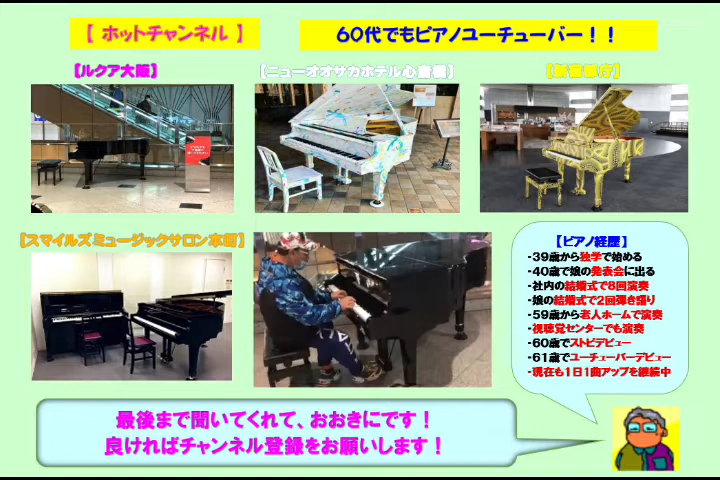 【 ホットチャンネル 】
60代でもピアノユーチューバー！！
【ルクア大阪】
【ニューオオサカホテル心斎橋】
【新宿都庁】
【スマイルズミュージックサロン本町】
【ピアノ経歴】
-39歳から独学で始める
-40歳で娘の発表会に出る
-社内の結婚式で8回演奏
-娘の結婚式で2回弾き語り
-59歳から老人ホームで演奏
-視聴覚センターでも演奏
-60歳でストピデビュー
-61歳でユーチューバーデビュー
-現在も1日1曲アップを継続中
最後まで聞いてくれて、おおきにです！
良ければチャンネル登録をお願いします！